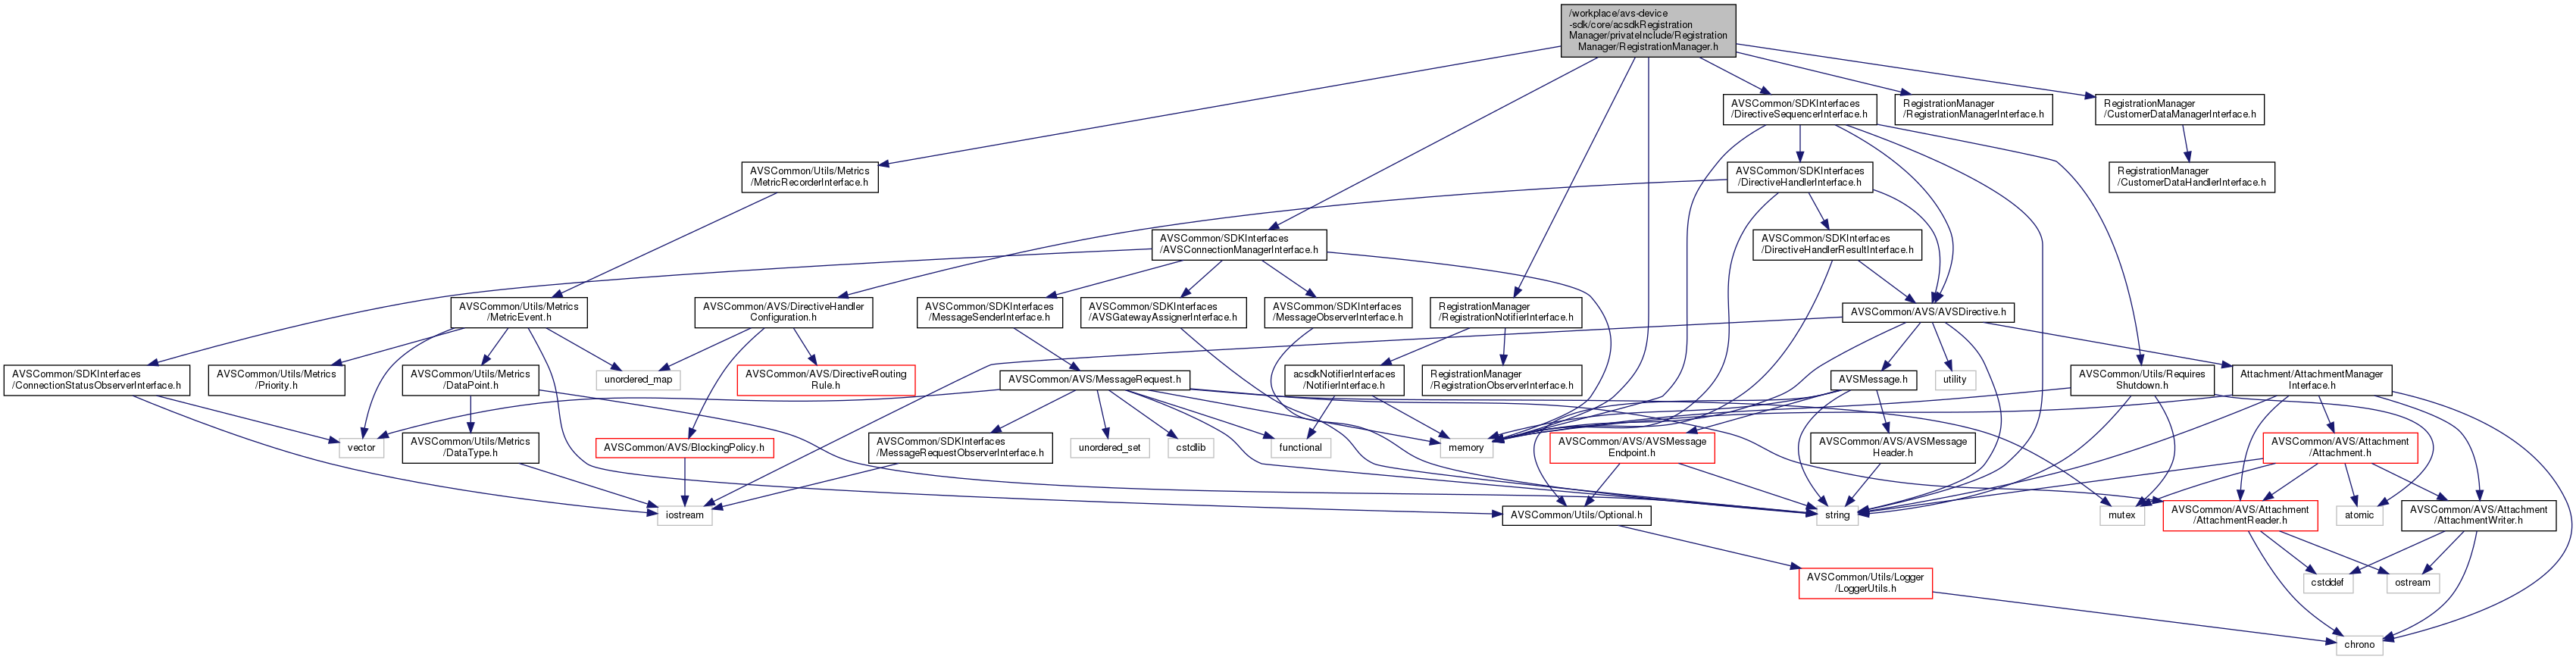 /workplace/avs-device
-sdk/core/acsdkRegistration
Manager/privateInclude/Registration
Manager/RegistrationManager.h
AVSCommon/SDKInterfaces
/DirectiveSequencerInterface.h
RegistrationManager
/RegistrationManagerInterface.h
RegistrationManager
/CustomerDataManagerInterface.h
AVSCommon/Utils/Metrics
/MetricRecorderInterface.h
AVSCommon/SDKInterfaces
/DirectiveHandlerInterface.h
RegistrationManager
/CustomerDataHandlerInterface.h
AVSCommon/SDKInterfaces
/AVSConnectionManagerInterface.h
AVSCommon/SDKInterfaces
/DirectiveHandlerResultInterface.h
AVSCommon/Utils/Metrics
/MetricEvent.h
AVSCommon/AVS/DirectiveHandler
Configuration.h
AVSCommon/SDKInterfaces
/MessageSenderInterface.h
AVSCommon/SDKInterfaces
/AVSGatewayAssignerInterface.h
AVSCommon/SDKInterfaces
/MessageObserverInterface.h
RegistrationManager
/RegistrationNotifierInterface.h
AVSCommon/AVS/AVSDirective.h
AVSCommon/SDKInterfaces
/ConnectionStatusObserverInterface.h
AVSCommon/Utils/Metrics
/Priority.h
AVSCommon/Utils/Metrics
/DataPoint.h
unordered_map
AVSCommon/AVS/DirectiveRouting
Rule.h
AVSCommon/AVS/MessageRequest.h
acsdkNotifierInterfaces
/NotifierInterface.h
RegistrationManager
/RegistrationObserverInterface.h
AVSMessage.h
utility
AVSCommon/Utils/Requires
Shutdown.h
Attachment/AttachmentManager
Interface.h
vector
AVSCommon/Utils/Metrics
/DataType.h
AVSCommon/AVS/BlockingPolicy.h
AVSCommon/SDKInterfaces
/MessageRequestObserverInterface.h
unordered_set
cstdlib
functional
memory
AVSCommon/AVS/AVSMessage
Endpoint.h
AVSCommon/AVS/AVSMessage
Header.h
AVSCommon/AVS/Attachment
/Attachment.h
iostream
AVSCommon/Utils/Optional.h
string
mutex
AVSCommon/AVS/Attachment
/AttachmentReader.h
atomic
AVSCommon/AVS/Attachment
/AttachmentWriter.h
AVSCommon/Utils/Logger
/LoggerUtils.h
cstddef
ostream
chrono